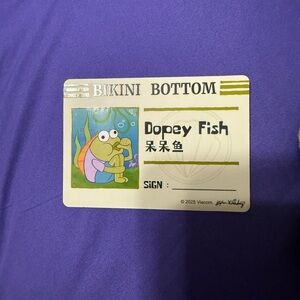 BIKINI BOTTOM
Dopey Fish
呆呆鱼
SIGN :
© 2025 Viacom.